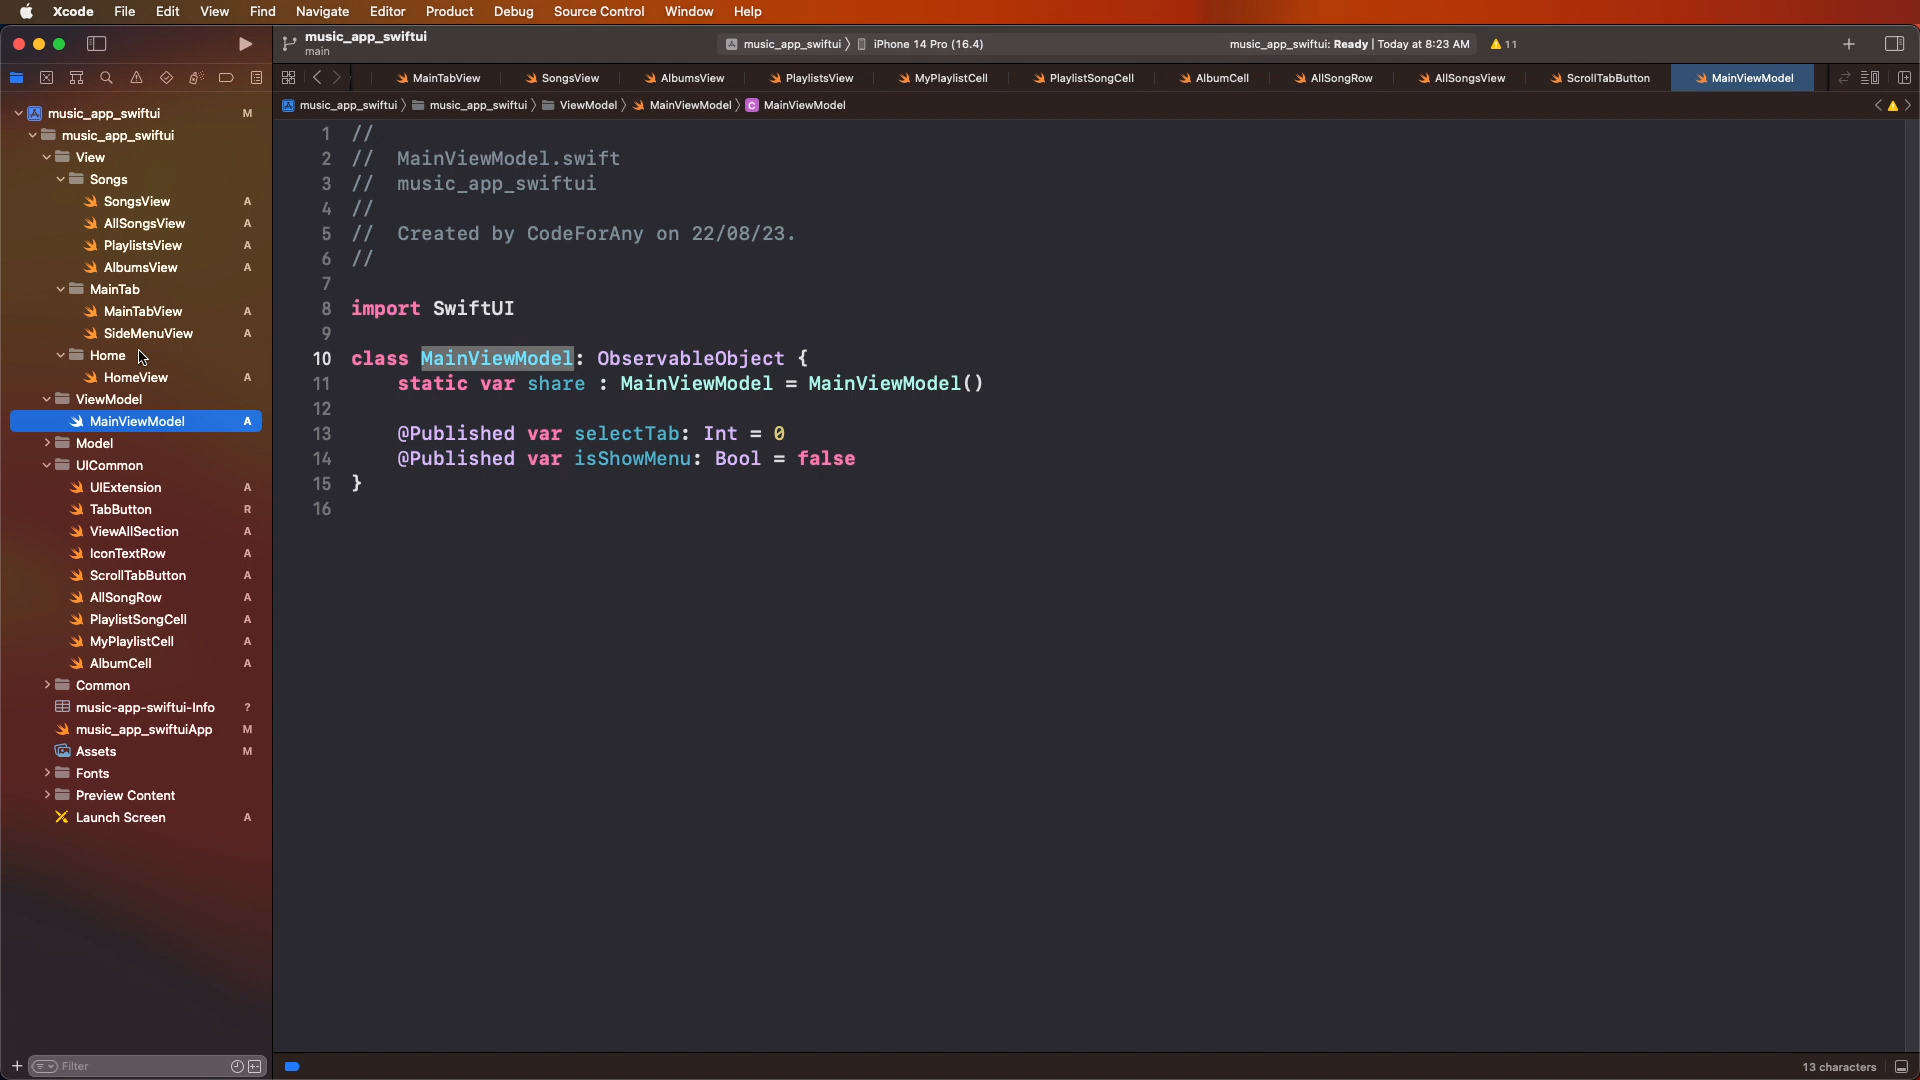 Xcode File Edit View Find Navigate Editor Product Debug Source Control Window Help
music_app_swiftui
main
music_app_swiftui 〉 iPhone 14 Pro (16.4)
music_app_swiftui: Ready | Today at 8:23 AM
11
MainTabView SongsView AlbumsView PlaylistsView MyPlaylistCell PlaylistSongCell AlbumCell AllSongRow AllSongsView ScrollTabButton MainViewModel
music_app_swiftui 〉 music_app_swiftui 〉 ViewModel 〉 MainViewModel 〉 C MainViewModel
music_app_swiftui M
music_app_swiftui
View
Songs
SongsView A
AllSongsView A
PlaylistsView A
AlbumsView A
MainTab
MainTabView A
SideMenuView A
Home
HomeView A
ViewModel
MainViewModel A
Model
UICommon
UIExtension A
TabButton R
ViewAllSection A
IconTextRow A
ScrollTabButton A
AllSongRow A
PlaylistSongCell A
MyPlaylistCell A
AlbumCell A
Common
music-app-swiftui-Info ?
music_app_swiftuiApp M
Assets M
Fonts
Preview Content
Launch Screen A
Filter
1 //
2 // MainViewModel.swift
3 // music_app_swiftui
4 //
5 // Created by CodeForAny on 22/08/23.
6 //
7
8 import SwiftUI
9
10 class MainViewModel: ObservableObject {
11 static var share : MainViewModel = MainViewModel()
12
13 @Published var selectTab: Int = 0
14 @Published var isShowMenu: Bool = false
15 }
16
13 characters